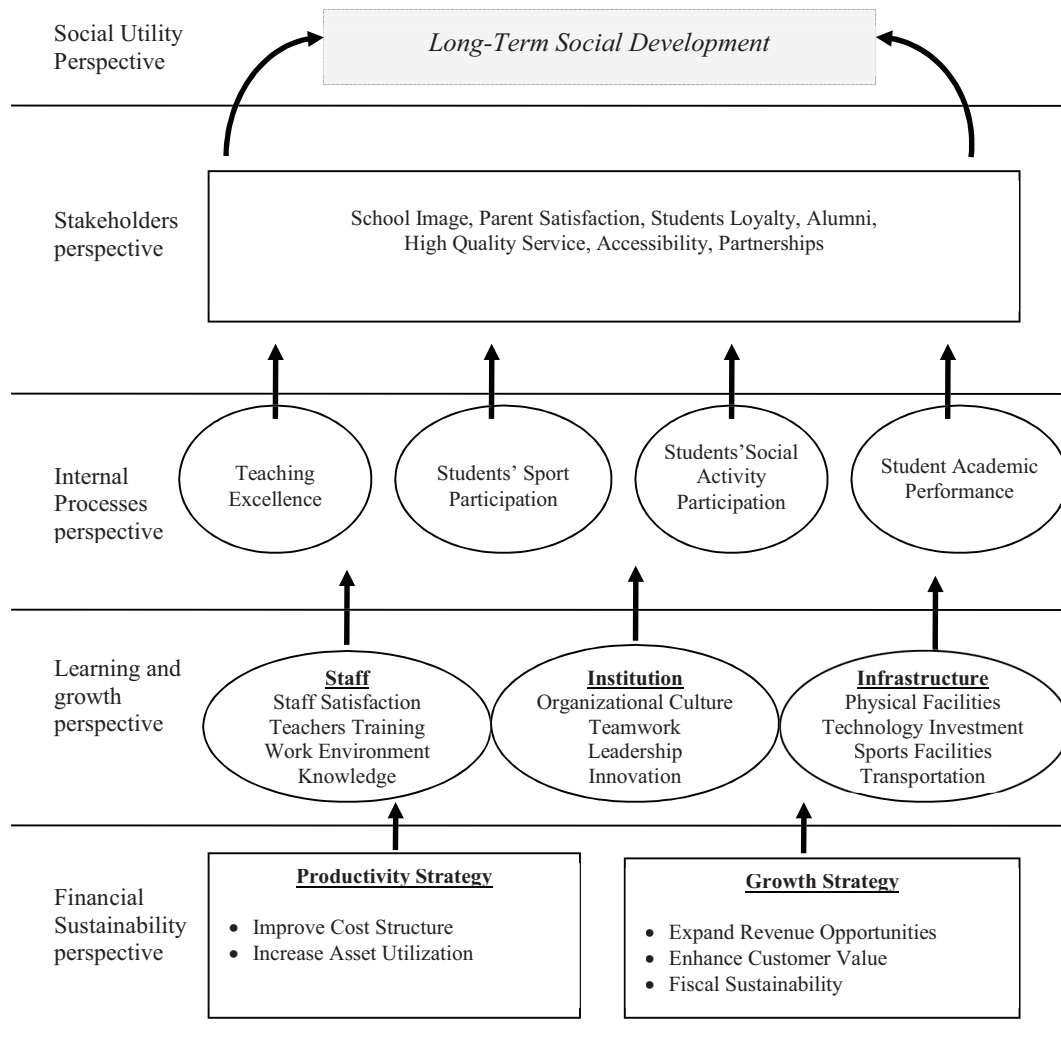 Social Utility
Perspective
Long-Term Social Development
Stakeholders
perspective
School Image, Parent Satisfaction, Students Loyalty, Alumni,
High Quality Service, Accessibility, Partnerships
Internal
Processes
perspective
Teaching
Excellence
Students’ Sport
Participation
Students’Social
Activity
Participation
Student Academic
Performance
Learning and
growth
perspective
Staff
Staff Satisfaction
Teachers Training
Work Environment
Knowledge
Institution
Organizational Culture
Teamwork
Leadership
Innovation
Infrastructure
Physical Facilities
Technology Investment
Sports Facilities
Transportation
Financial
Sustainability
perspective
Productivity Strategy
• Improve Cost Structure
• Increase Asset Utilization
Growth Strategy
• Expand Revenue Opportunities
• Enhance Customer Value
• Fiscal Sustainability